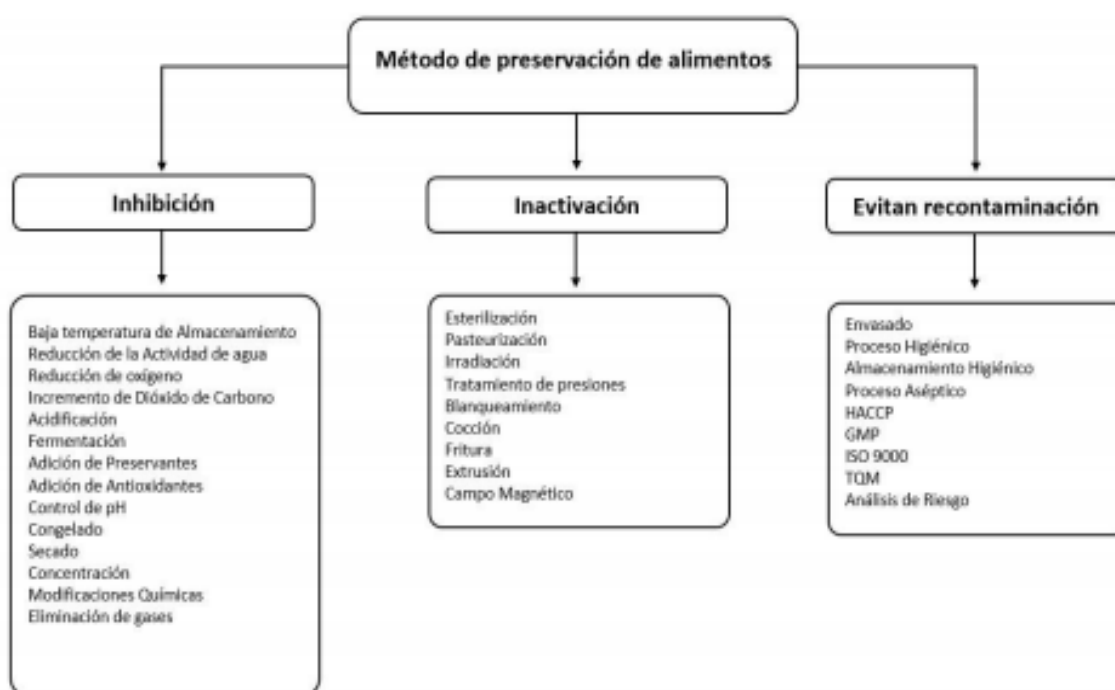 Método de preservación de alimentos
Inhibición
Baja temperatura de Almacenamiento
Reducción de la Actividad de agua
Reducción de oxígeno
Incremento de Dióxido de Carbono
Acidificación
Fermentación
Adición de Preservantes
Adición de Antioxidantes
Control de pH
Congelado
Secado
Concentración
Modificaciones Químicas
Eliminación de gases
Inactivación
Esterilización
Pasteurización
Irradiación
Tratamiento de presiones
Blanqueamiento
Cocción
Fritura
Extrusión
Campo Magnético
Evitan recontaminación
Envasado
Proceso Higiénico
Almacenamiento Higiénico
Proceso Aséptico
HACCP
GMP
ISO 9000
TQM
Análisis de Riesgo